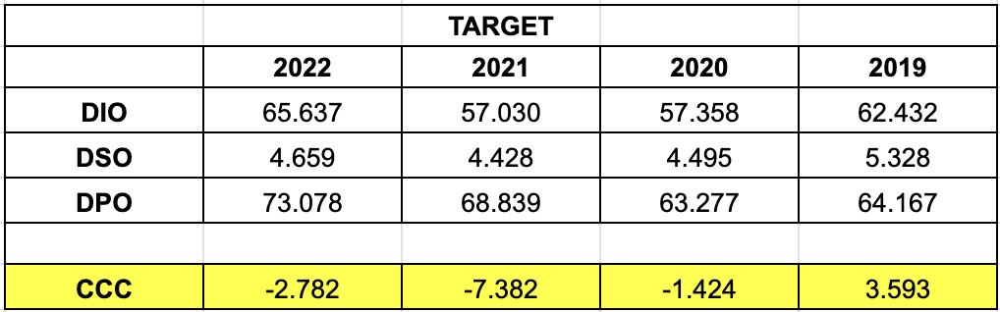 TARGET
2022 2021 2020 2019
DIO 65.637 57.030 57.358 62.432
DSO 4.659 4.428 4.495 5.328
DPO 73.078 68.839 63.277 64.167
CCC -2.782 -7.382 -1.424 3.593